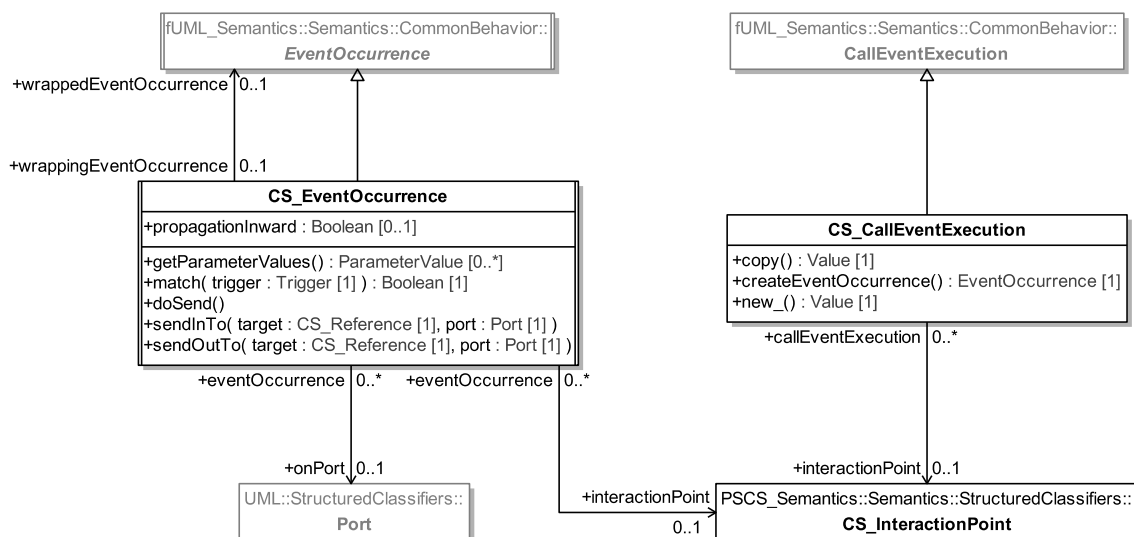 fUML_Semantics::Semantics::CommonBehavior::
EventOccurrence
fUML_Semantics::Semantics::CommonBehavior::
CallEventExecution
+wrappedEventOccurrence 0..1
+wrappingEventOccurrence 0..1
CS_EventOccurrence
+propagationInward : Boolean [0..1]
+getParameterValues() : ParameterValue [0..*]
+match( trigger : Trigger [1] ) : Boolean [1]
+doSend()
+sendInTo( target : CS_Reference [1], port : Port [1] )
+sendOutTo( target : CS_Reference [1], port : Port [1] )
CS_CallEventExecution
+copy() : Value [1]
+createEventOccurrence() : EventOccurrence [1]
+new_() : Value [1]
+callEventExecution 0..*
+eventOccurrence 0..*
+eventOccurrence 0..*
+onPort 0..1
+interactionPoint 0..1
UML::StructuredClassifiers::
Port
+interactionPoint
0..1
PSCS_Semantics::Semantics::StructuredClassifiers::
CS_InteractionPoint